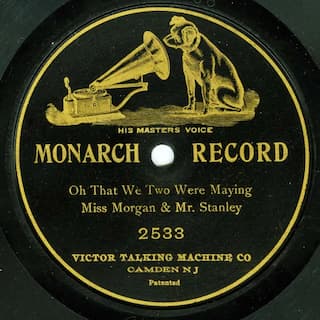 HIS MASTERS VOICE
MONARCH RECORD
Oh That We Two Were Maying
Miss Morgan & Mr. Stanley
2533
VICTOR TALKING MACHINE CO
CAMDEN N J
Patented